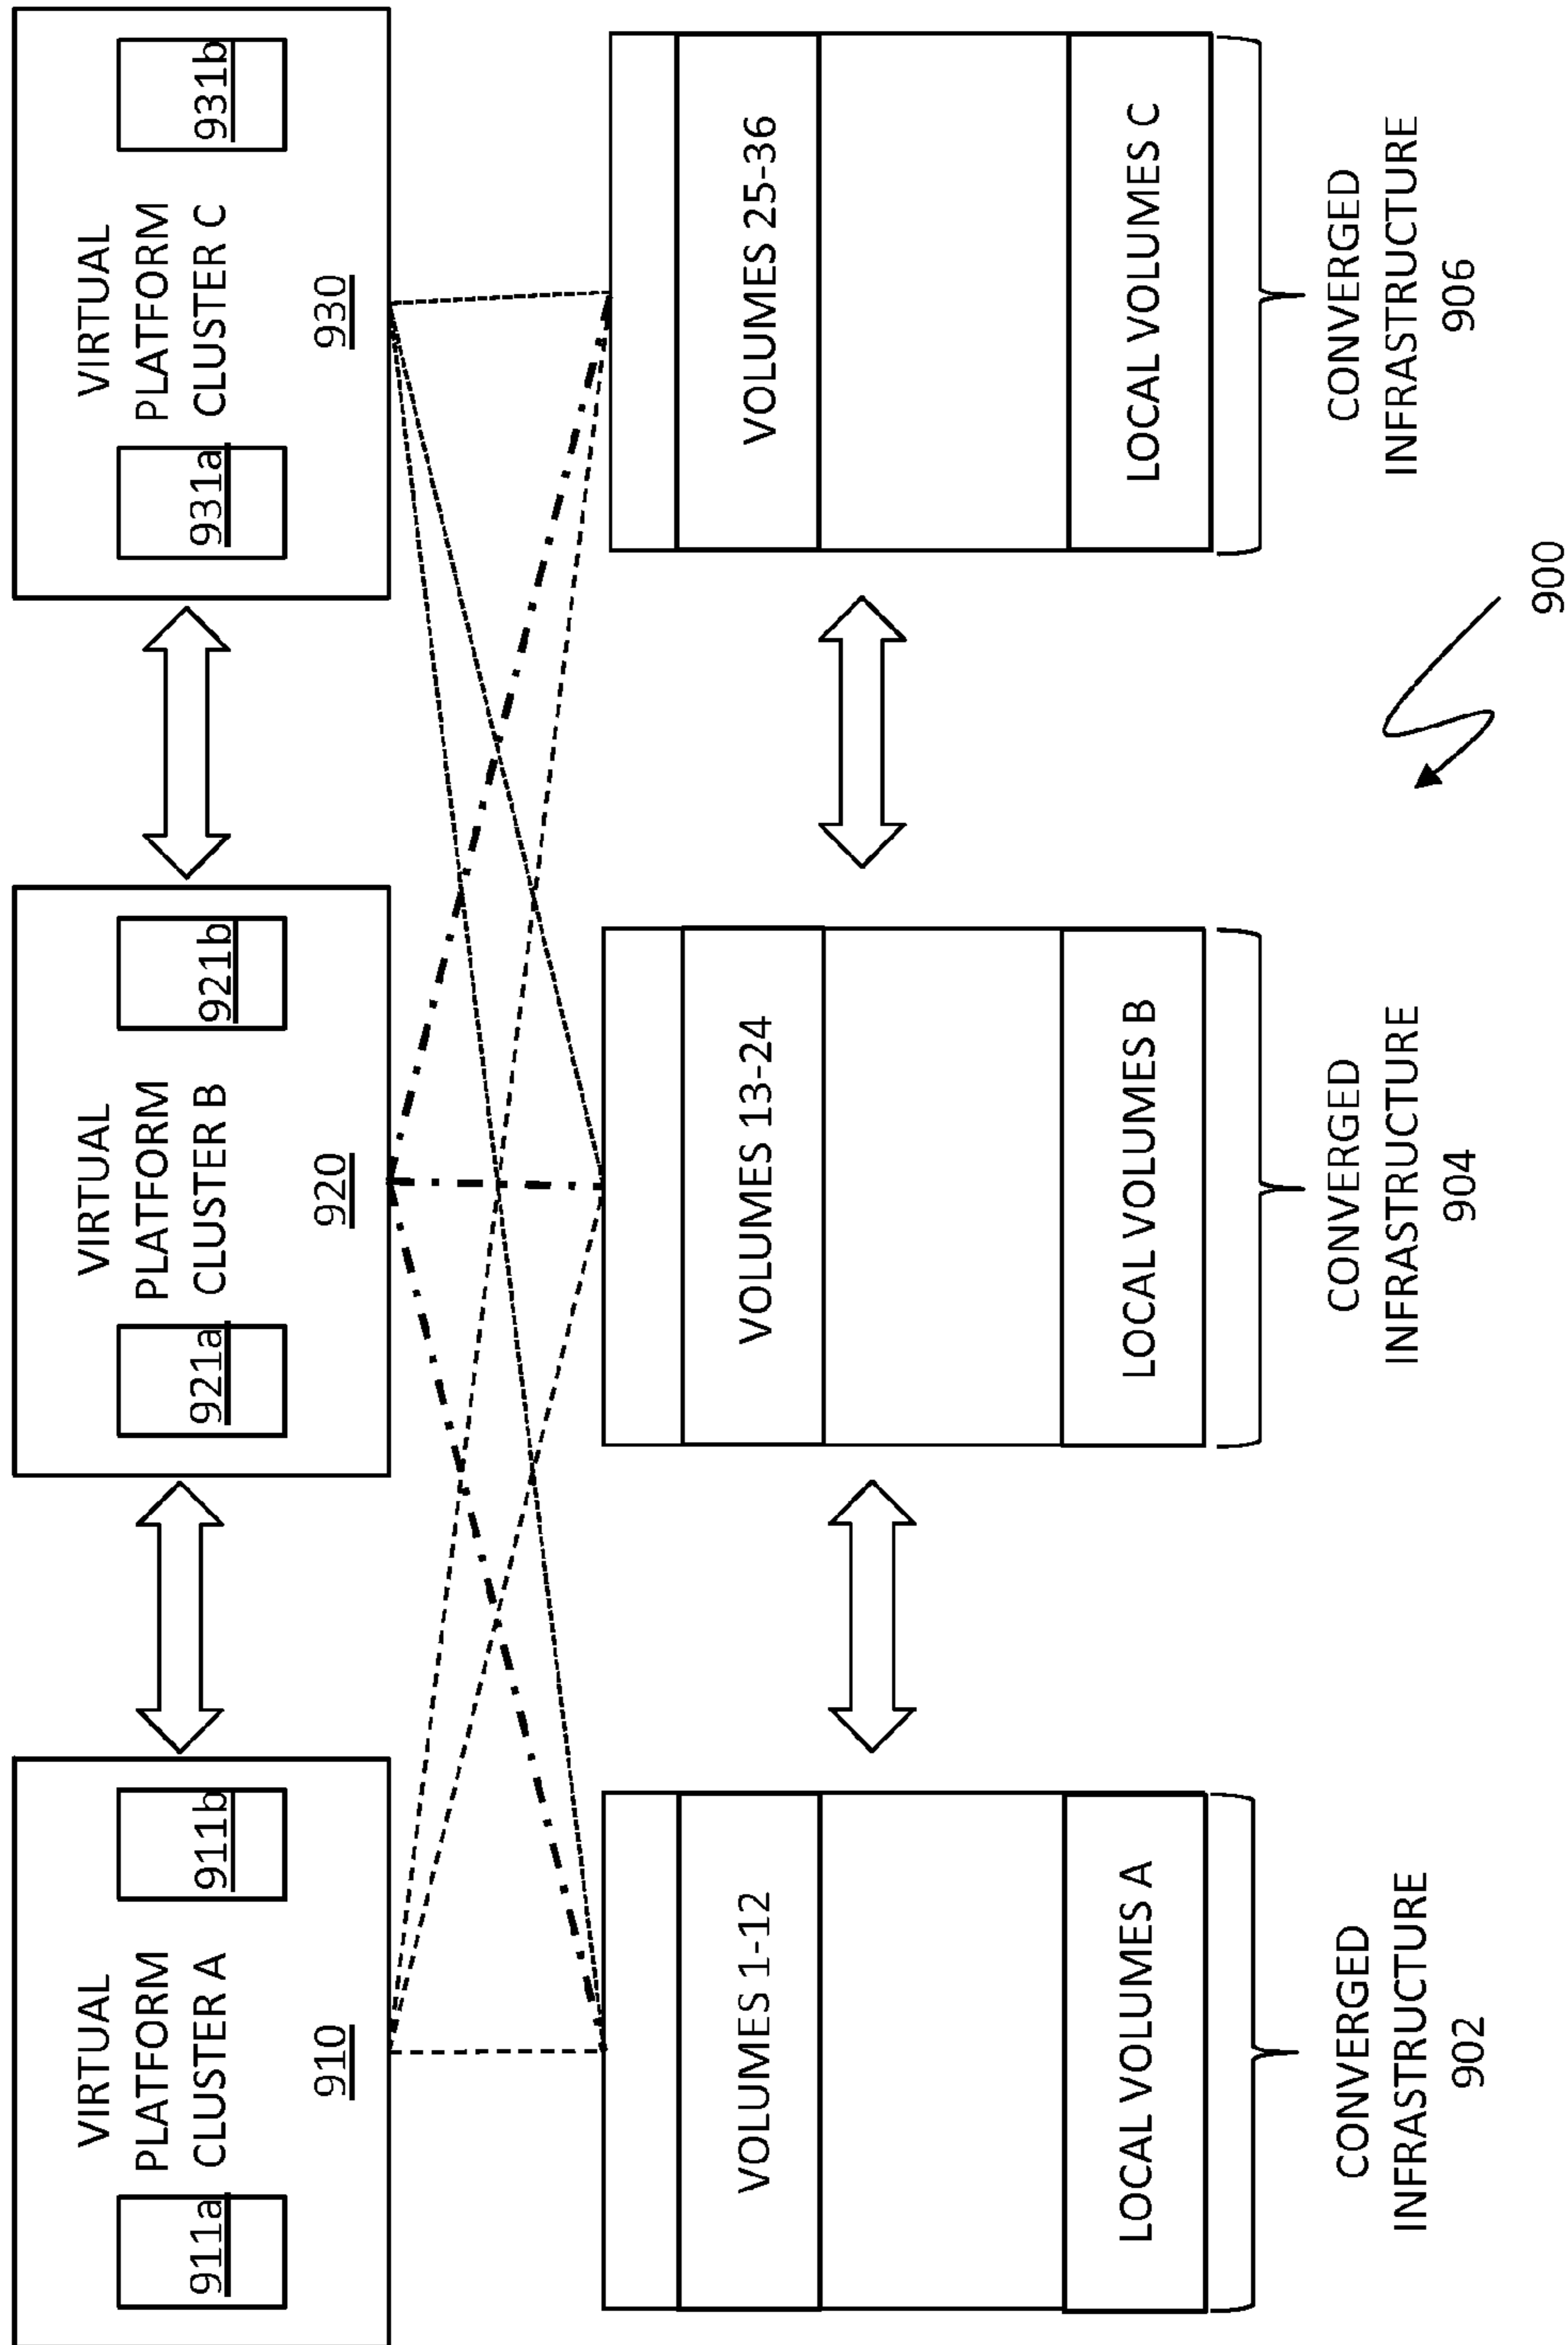 VIRTUAL
PLATFORM
CLUSTER A
911a
911b
910
VIRTUAL
PLATFORM
CLUSTER B
921a
921b
920
VIRTUAL
PLATFORM
CLUSTER C
931a
931b
930
VOLUMES 1-12
LOCAL VOLUMES A
CONVERGED
INFRASTRUCTURE
902
VOLUMES 13-24
LOCAL VOLUMES B
CONVERGED
INFRASTRUCTURE
904
VOLUMES 25-36
LOCAL VOLUMES C
CONVERGED
INFRASTRUCTURE
906
900